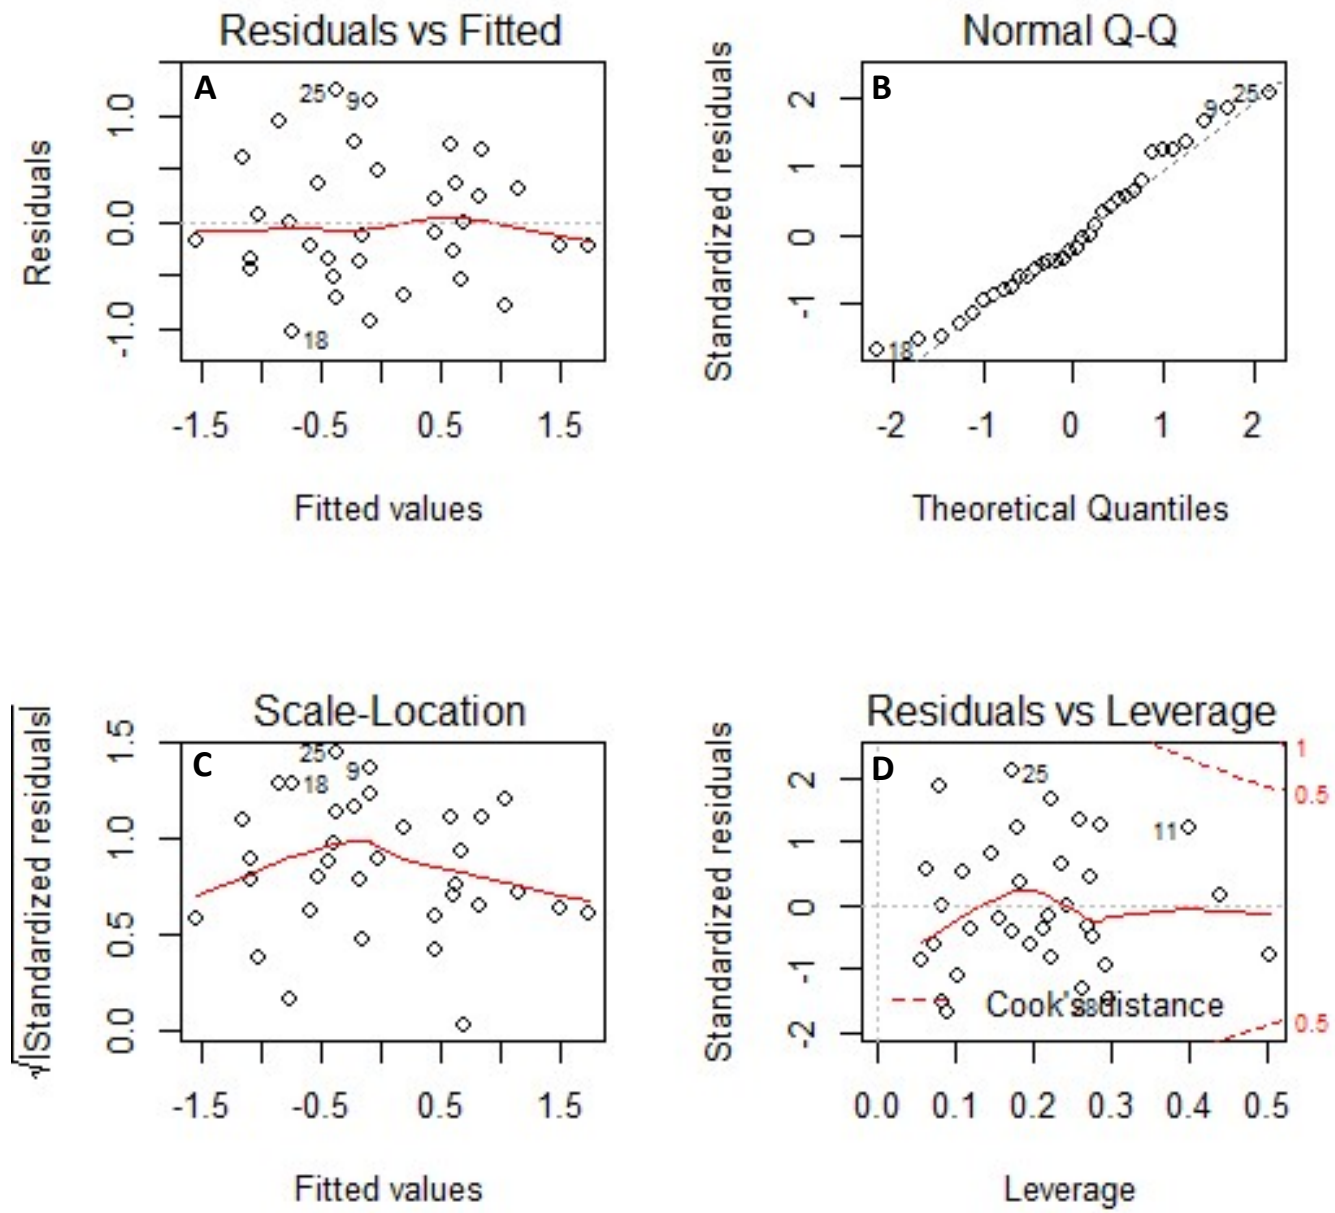 Residuals vs Fitted
A
25
9
18
Residuals
1.0
0.0
-1.0
-1.5 -0.5 0.5 1.5
Fitted values
Normal Q-Q
B
9
25
18
Standardized residuals
2
1
0
-1
-2 -1 0 1 2
Theoretical Quantiles
Scale-Location
C
25
9
18
√|Standardized residuals|
1.5
1.0
0.5
0.0
-1.5 -0.5 0.5 1.5
Fitted values
Residuals vs Leverage
D
25
11
Cook's distance
1
0.5
0.5
Standardized residuals
2
1
0
-1
-2
0.0 0.1 0.2 0.3 0.4 0.5
Leverage